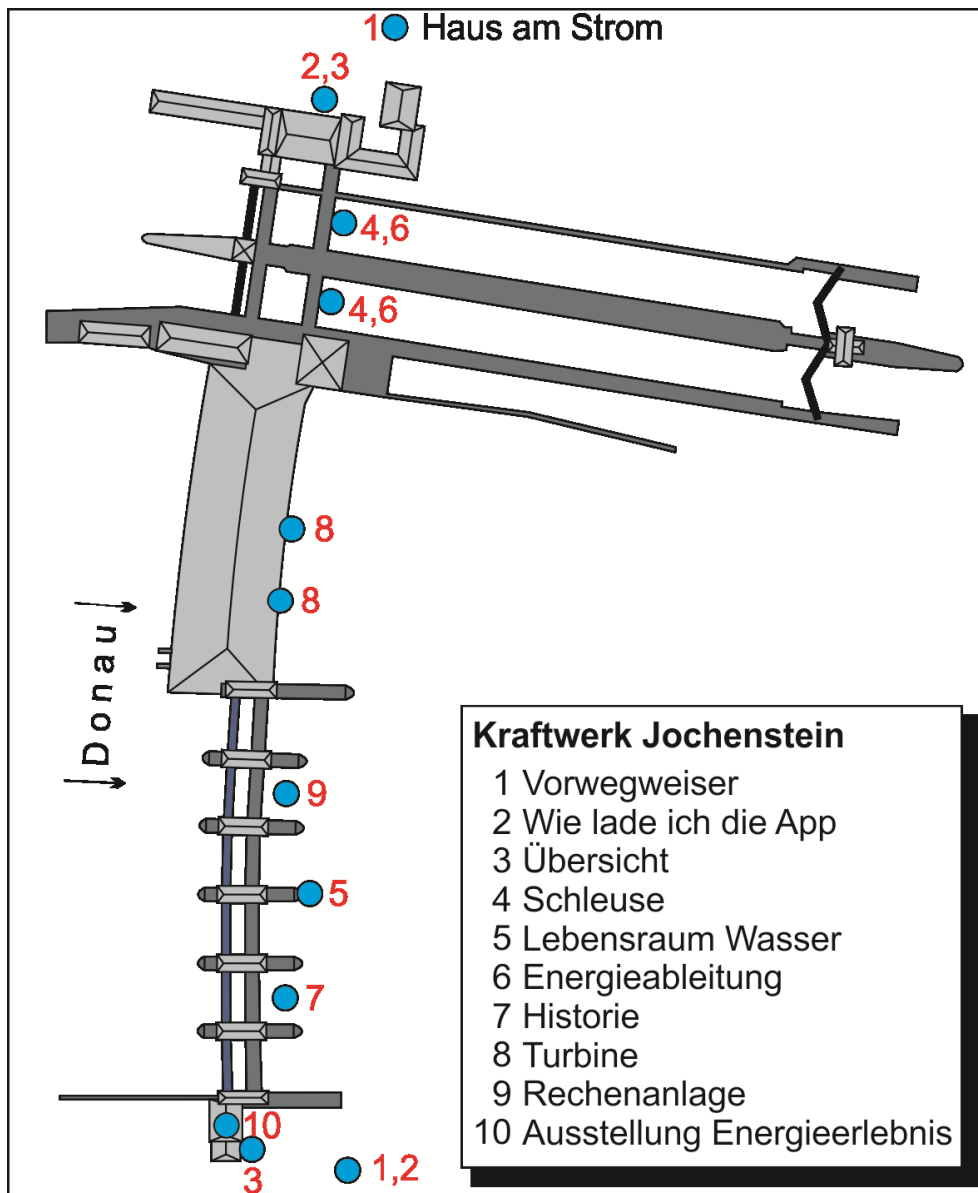 1 Haus am Strom
2,3
4,6
4,6
8
8
Donau
9
5
7
10
3
1,2
Kraftwerk Jochenstein
1 Vorwegweiser
2 Wie lade ich die App
3 Übersicht
4 Schleuse
5 Lebensraum Wasser
6 Energieableitung
7 Historie
8 Turbine
9 Rechenanlage
10 Ausstellung Energieerlebnis